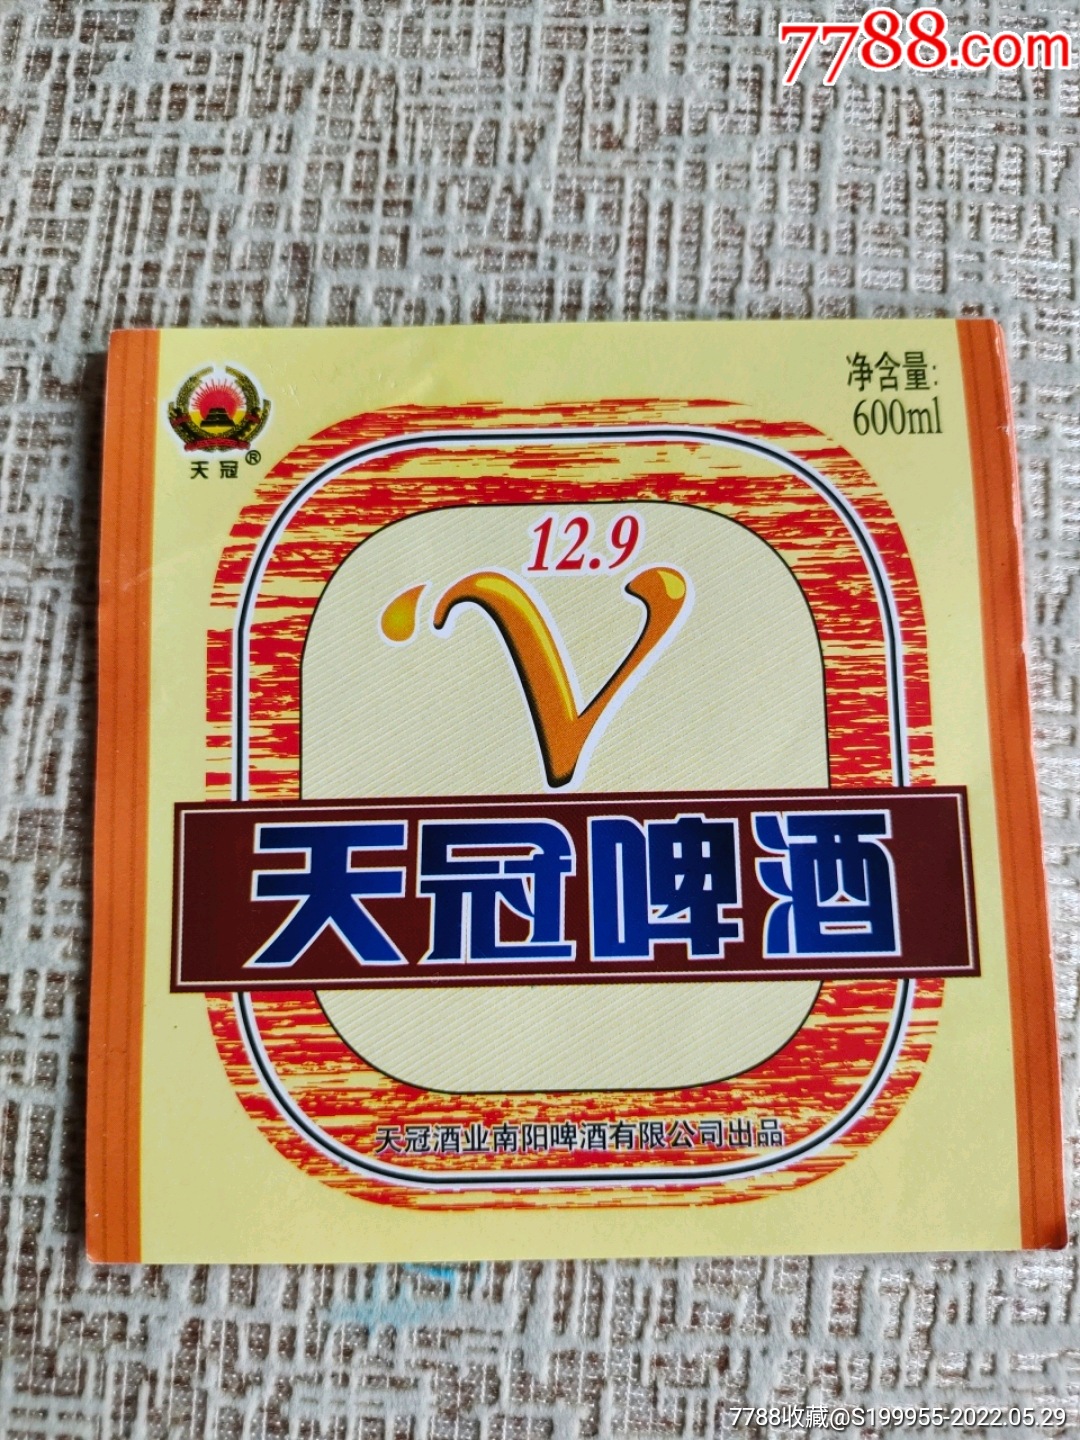 7788.com
净含量:
600ml
天冠®
12.9
V
天冠啤酒
天冠酒业南阳啤酒有限公司出品
7788收藏@S199955-2022.05.29